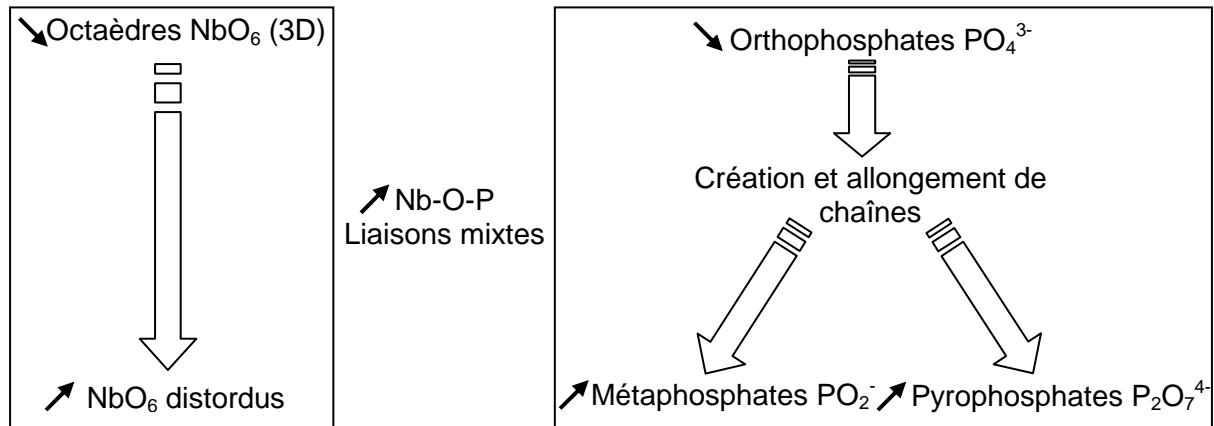 Octaèdres NbO₆ (3D)
NbO₆ distordus
Nb-O-P
Liaisons mixtes
Orthophosphates PO₄³⁻
Création et allongement de
chaînes
Métaphosphates PO₂⁻
Pyrophosphates P₂O₇⁴⁻